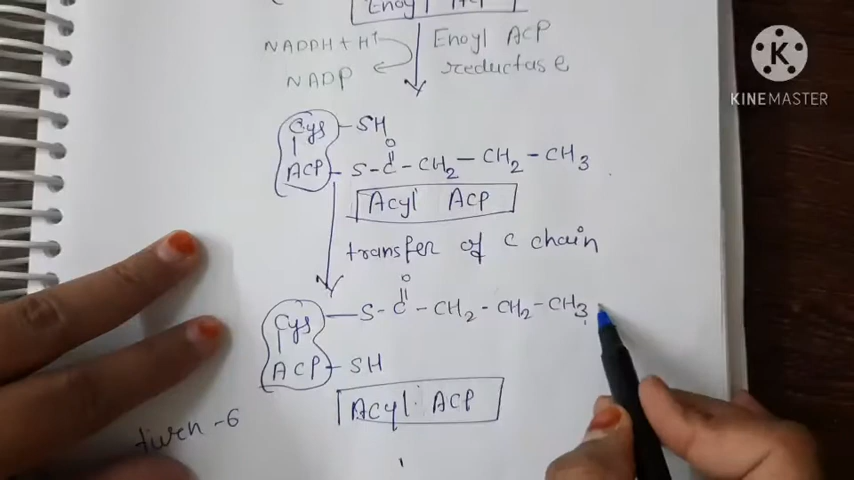 Enoyl ACP
NADPH + H+
Enoyl ACP
reductase
NADP
KINEMASTER
Cys - SH
O
ACP - S - C - CH2 - CH2 - CH3
Acyl ACP
transfer of C chain
O
Cys - S - C - CH2 - CH2 - CH3
ACP - SH
Acyl ACP